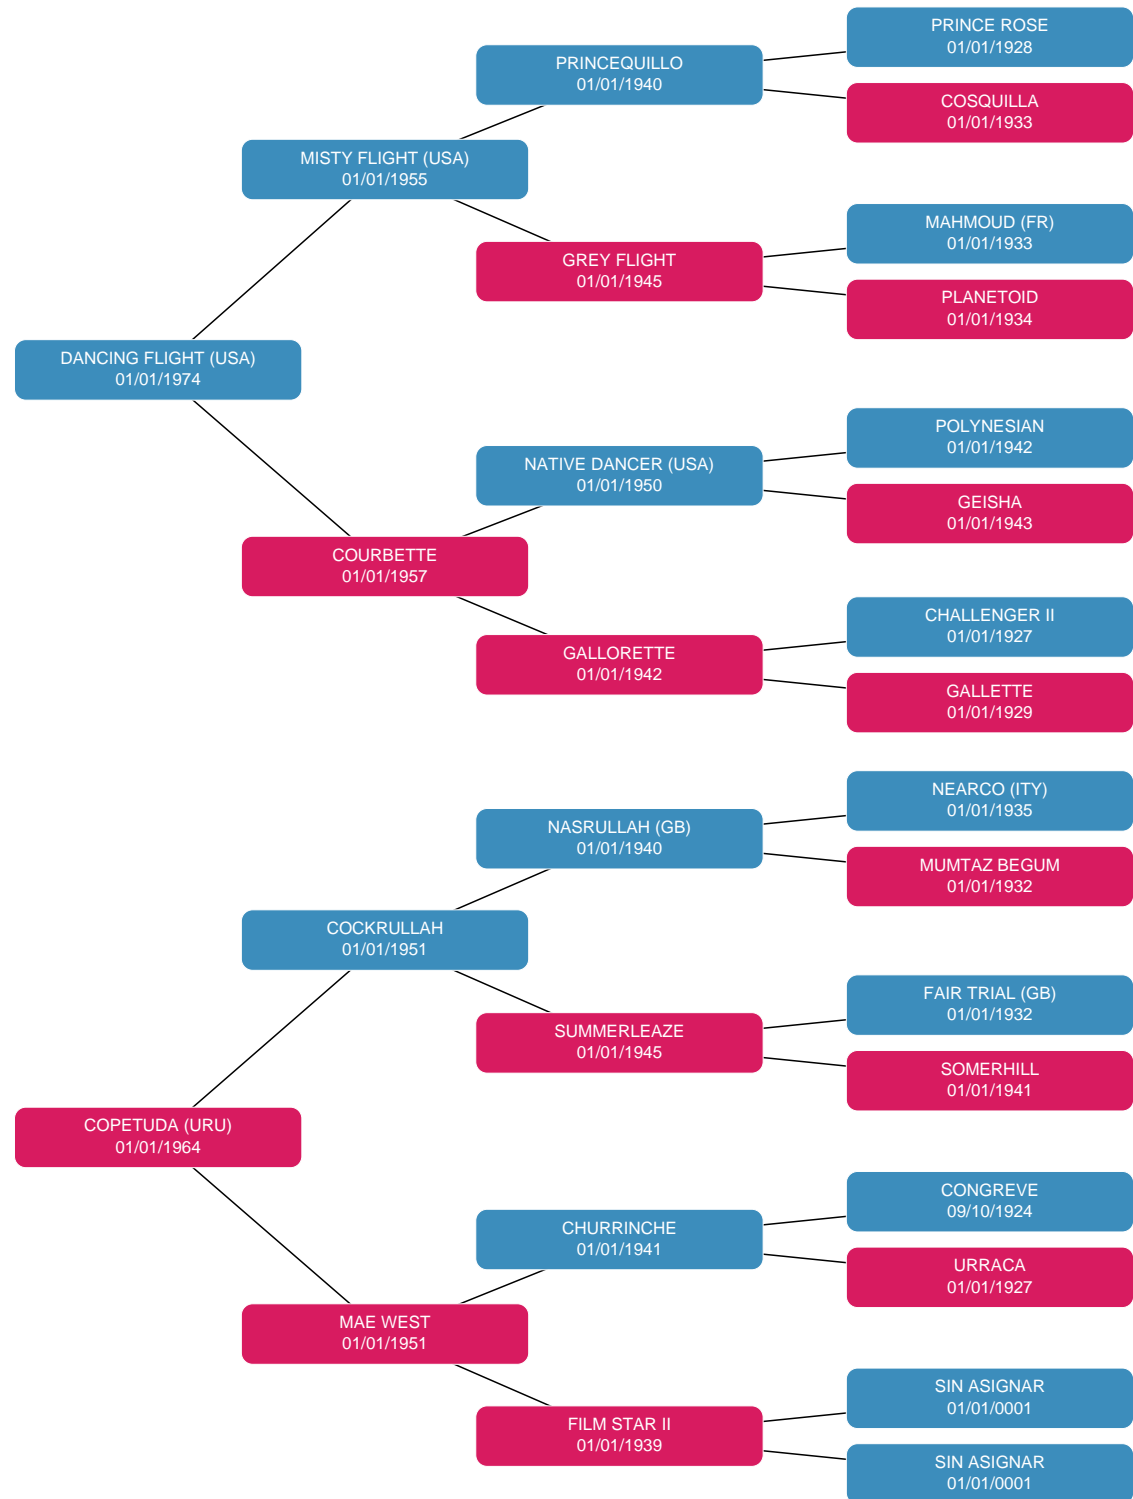 PRINCE ROSE
01/01/1928
PRINCEQUILLO
01/01/1940
COSQUILLA
01/01/1933
MISTY FLIGHT (USA)
01/01/1955
MAHMOUD (FR)
01/01/1933
GREY FLIGHT
01/01/1945
PLANETOID
01/01/1934
DANCING FLIGHT (USA)
01/01/1974
POLYNESIAN
01/01/1942
NATIVE DANCER (USA)
01/01/1950
GEISHA
01/01/1943
COURBETTE
01/01/1957
CHALLENGER II
01/01/1927
GALLORETTE
01/01/1942
GALLETTE
01/01/1929
NEARCO (ITY)
01/01/1935
NASRULLAH (GB)
01/01/1940
MUMTAZ BEGUM
01/01/1932
COCKRULLAH
01/01/1951
FAIR TRIAL (GB)
01/01/1932
SUMMERLEAZE
01/01/1945
SOMERHILL
01/01/1941
COPETUDA (URU)
01/01/1964
CONGREVE
09/10/1924
CHURRINCHE
01/01/1941
URRACA
01/01/1927
MAE WEST
01/01/1951
SIN ASIGNAR
01/01/0001
FILM STAR II
01/01/1939
SIN ASIGNAR
01/01/0001